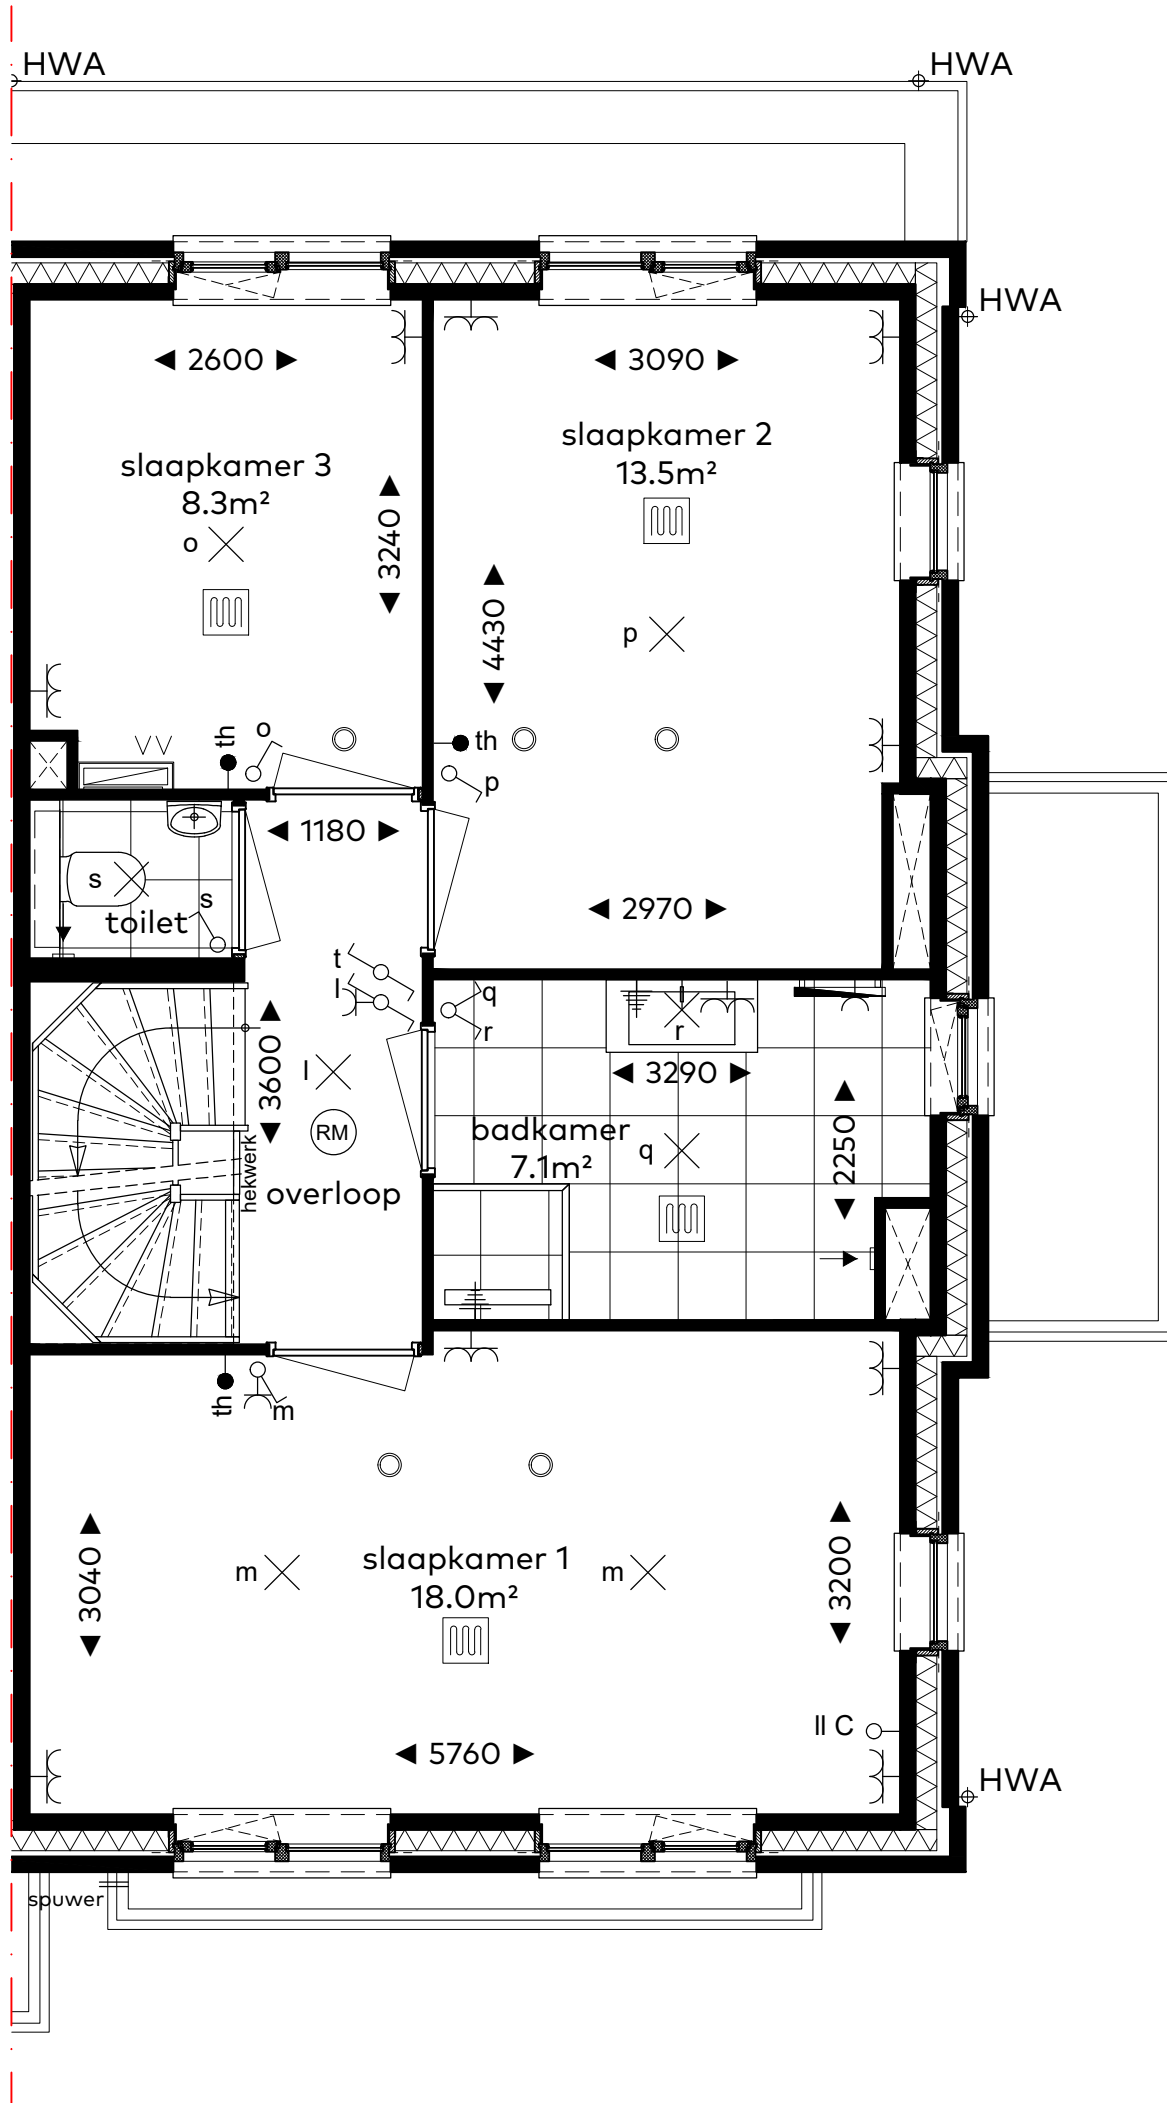 HWA
HWA
HWA
2600
3090
slaapkamer 3
8.3m²
slaapkamer 2
13.5m²
3240
o
4430
p
th
o
th
p
1180
s
s
toilet
2970
t
l
q
r
r
3600
l
3290
RM
hekwerk
badkamer
7.1m²
q
2250
overloop
th
m
3040
m
slaapkamer 1
18.0m²
m
3200
ll C
5760
HWA
spuwer